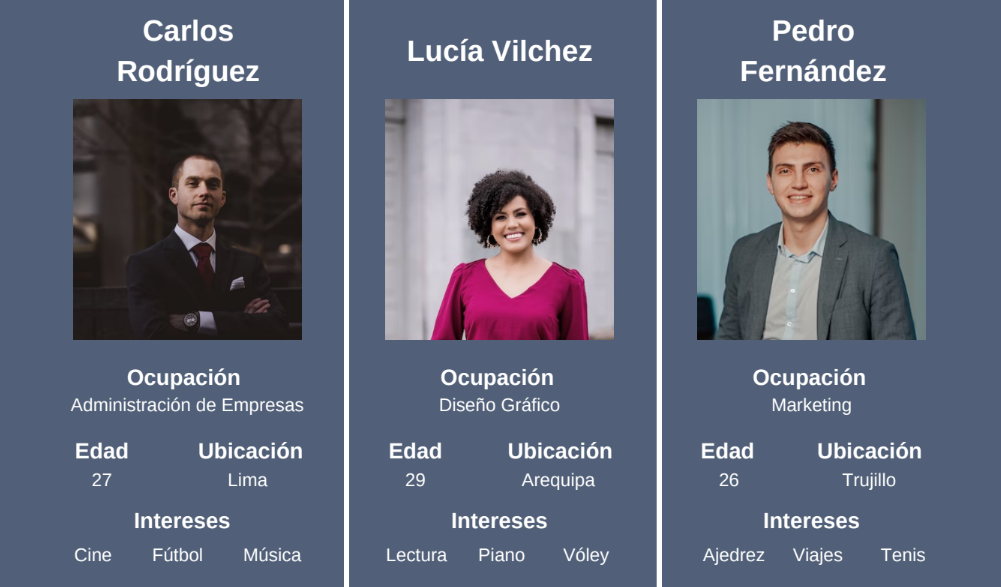 Carlos
Rodríguez
Ocupación
Administración de Empresas
Edad Ubicación
27 Lima
Intereses
Cine Fútbol Música
Lucía Vilchez
Ocupación
Diseño Gráfico
Edad Ubicación
29 Arequipa
Intereses
Lectura Piano Vóley
Pedro
Fernández
Ocupación
Marketing
Edad Ubicación
26 Trujillo
Intereses
Ajedrez Viajes Tenis